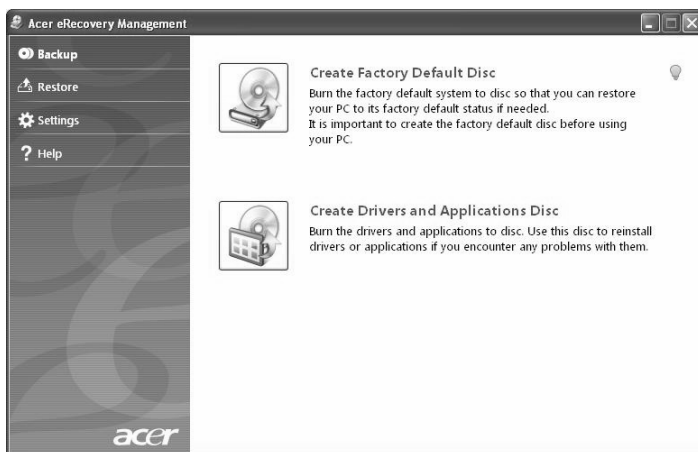 Acer eRecovery Management
Backup
Restore
Settings
? Help
Create Factory Default Disc
Burn the factory default system to disc so that you can restore
your PC to its factory default status if needed.
It is important to create the factory default disc before using
your PC.
Create Drivers and Applications Disc
Burn the drivers and applications to disc. Use this disc to reinstall
drivers or applications if you encounter any problems with them.
acer